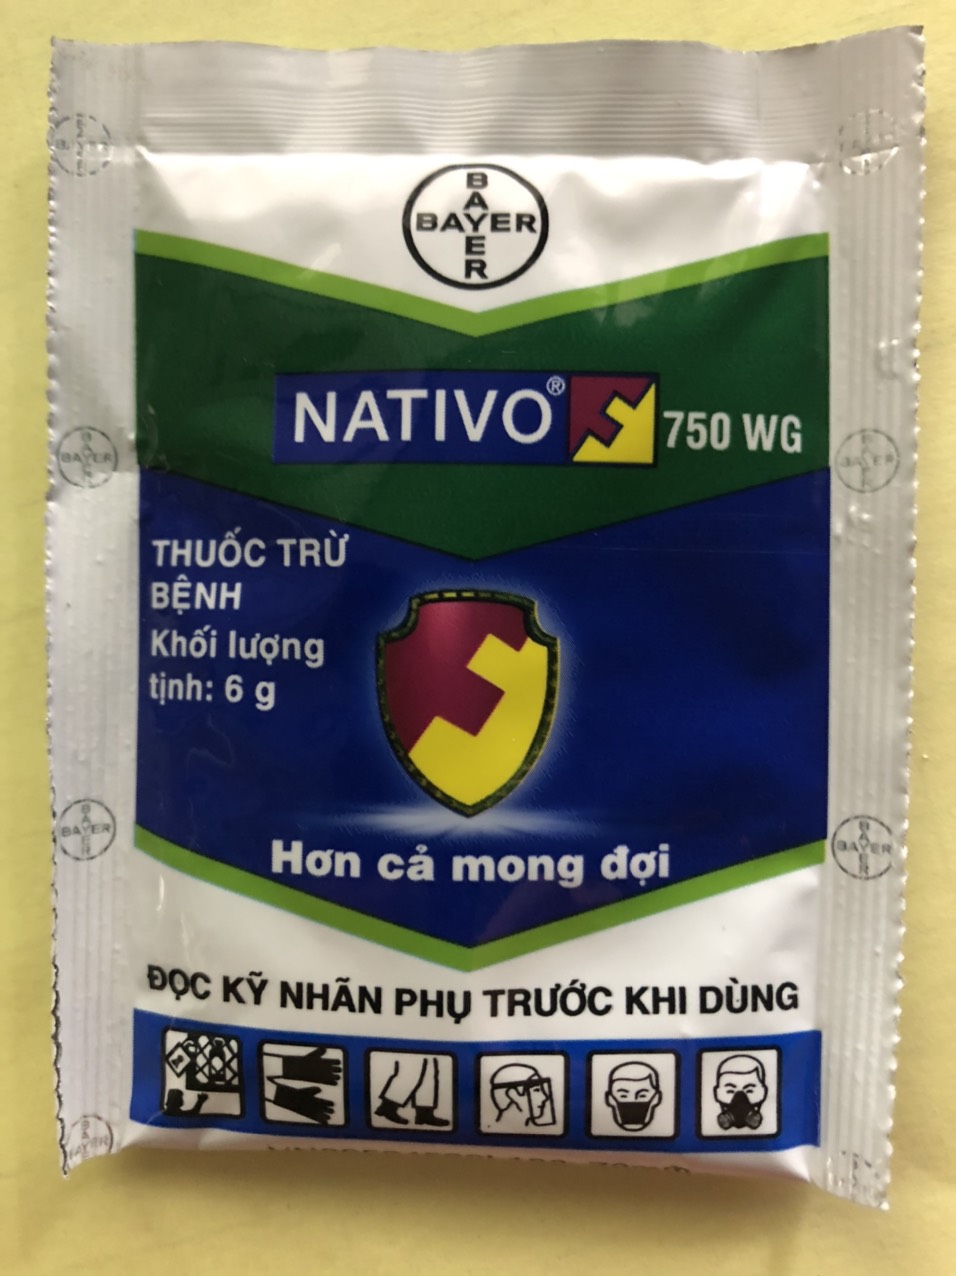 BAYER
BAYER
NATIVO®
750 WG
THUỐC TRỪ
BỆNH
Khối lượng
tịnh: 6 g
Hơn cả mong đợi
ĐỌC KỸ NHÃN PHỤ TRƯỚC KHI DÙNG